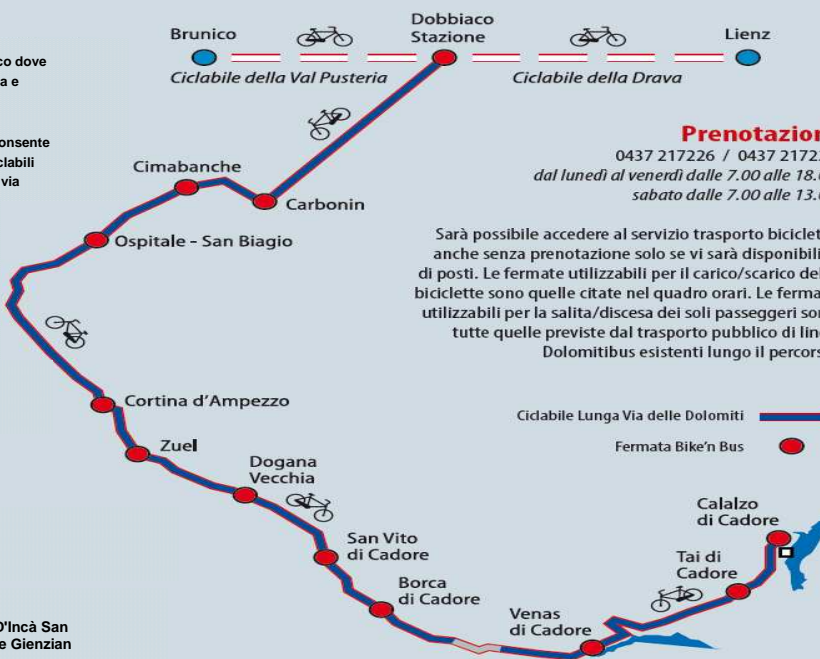 co dove
a e
onsente
clabili
via
Brunico
Dobbiaco
Stazione
Lienz
Ciclabile della Val Pusteria
Ciclabile della Drava
Cimabanche
Carbonin
Ospitale - San Biagio
Prenotazion
0437 217226 / 0437 2172
dal lunedì al venerdì dalle 7.00 alle 18.0
sabato dalle 7.00 alle 13.0
Sarà possibile accedere al servizio trasporto biciclet
anche senza prenotazione solo se vi sarà disponibili
di posti. Le fermate utilizzabili per il carico/scarico del
biciclette sono quelle citate nel quadro orari. Le ferma
utilizzabili per la salita/discesa dei soli passeggeri son
tutte quelle previste dal trasporto pubblico di line
Dolomitibus esistenti lungo il percors
Cortina d'Ampezzo
Zuel
Dogana
Vecchia
San Vito
di Cadore
Borca
di Cadore
Venas
di Cadore
Tai di
Cadore
Calalzo
di Cadore
Ciclabile Lunga Via delle Dolomiti
Fermata Bike'n Bus
D'Incà San
e Gienzian